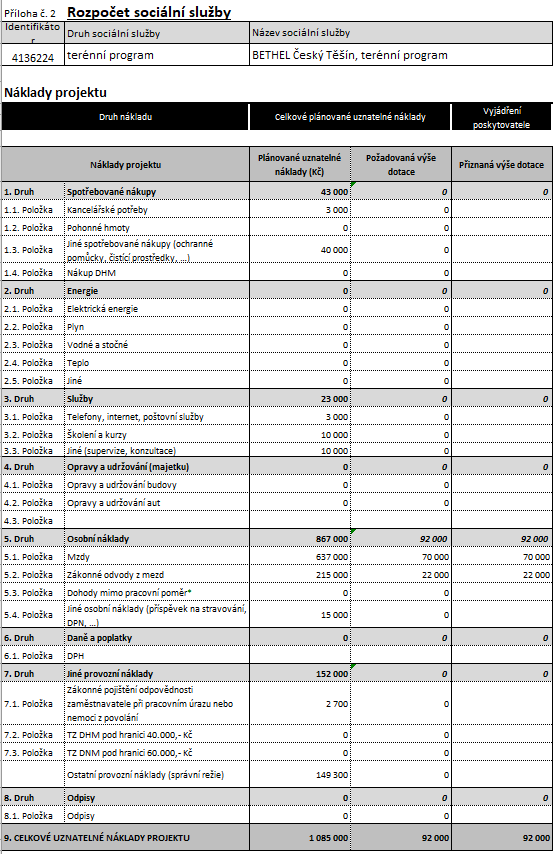 Příloha č. 2 Rozpočet sociální služby
Identifikáto
r Druh sociální služby Název sociální služby
4136224 terénní program BETHEL Český Těšín, terénní program
Náklady projektu
Druh nákladu Celkové plánované uznatelné náklady Vyjádření
poskytovatele
Náklady projektu Plánované uznatelné
náklady (Kč) Požadovaná výše
dotace Přiznaná výše dotace
1. Druh Spotřebované nákupy 43 000 0 0
1.1. Položka Kancelářské potřeby 3 000 0
1.2. Položka Pohonné hmoty 0 0
1.3. Položka Jiné spotřebované nákupy (ochranné
pomůcky, čistící prostředky, ...) 40 000 0
1.4. Položka Nákup DHM 0 0
2. Druh Energie 0 0 0
2.1. Položka Elektrická energie 0 0
2.2. Položka Plyn 0 0
2.3. Položka Vodné a stočné 0 0
2.4. Položka Teplo 0 0
2.5. Položka Jiné 0 0
3. Druh Služby 23 000 0 0
3.1. Položka Telefony, internet, poštovní služby 3 000 0
3.2. Položka Školení a kurzy 10 000 0
3.3. Položka Jiné (supervize, konzultace) 10 000 0
4. Druh Opravy a udržování (majetku) 0 0 0
4.1. Položka Opravy a udržování budovy 0 0
4.2. Položka Opravy a udržování aut 0 0
4.3. Položka
5. Druh Osobní náklady 867 000 92 000 92 000
5.1. Položka Mzdy 637 000 70 000 70 000
5.2. Položka Zákonné odvody z mezd 215 000 22 000 22 000
5.3. Položka Dohody mimo pracovní poměr* 0 0
5.4. Položka Jiné osobní náklady (příspěvek na stravování,
DPN, ...) 15 000 0
6. Druh Daně a poplatky 0 0 0
6.1. Položka DPH
7. Druh Jiné provozní náklady 152 000 0 0
7.1. Položka Zákonné pojištění odpovědnosti
zaměstnavatele při pracovním úrazu nebo
nemoci z povolání 2 700 0
7.2. Položka TZ DHM pod hranici 40.000,- Kč 0 0
7.3. Položka TZ DNM pod hranici 60.000,- Kč 0 0
Ostatní provozní náklady (správní režie) 149 300 0
8. Druh Odpisy 0 0 0
8.1. Položka Odpisy 0 0
9. CELKOVÉ UZNATELNÉ NÁKLADY PROJEKTU 1 085 000 92 000 92 000